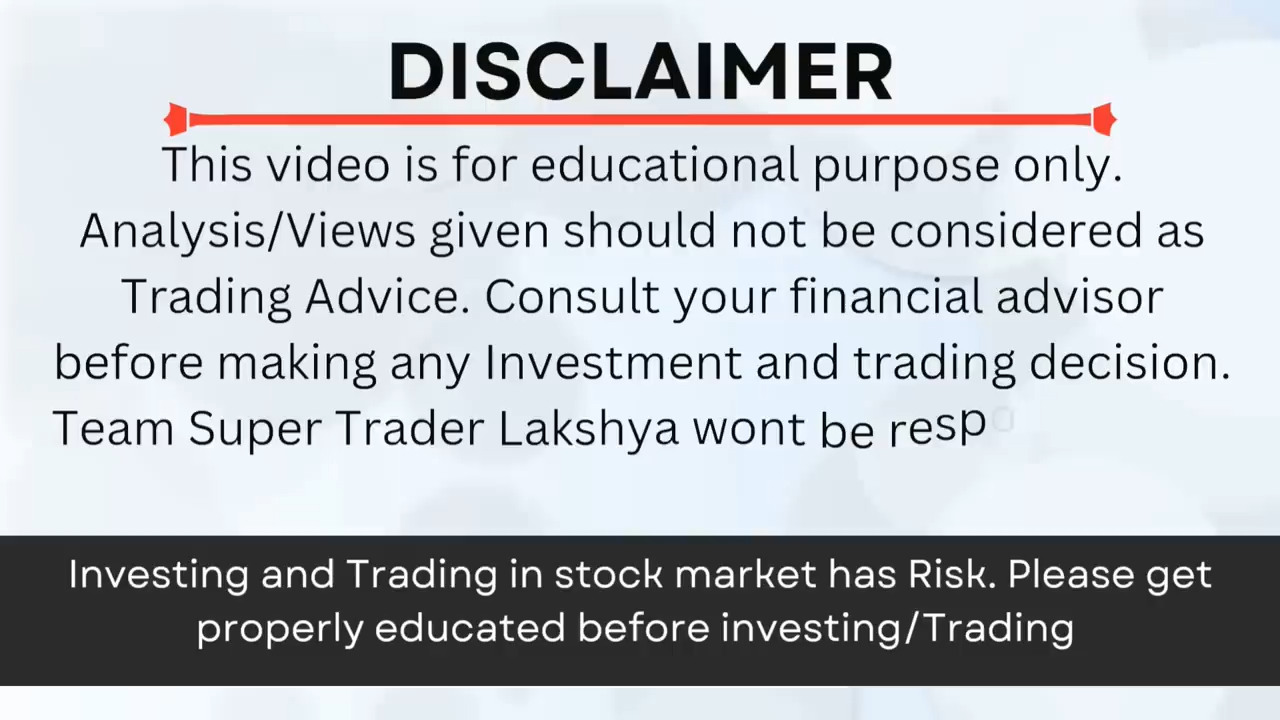 DISCLAIMER
This video is for educational purpose only.
Analysis/Views given should not be considered as
Trading Advice. Consult your financial advisor
before making any Investment and trading decision.
Team Super Trader Lakshya wont be respo
Investing and Trading in stock market has Risk. Please get
properly educated before investing/Trading